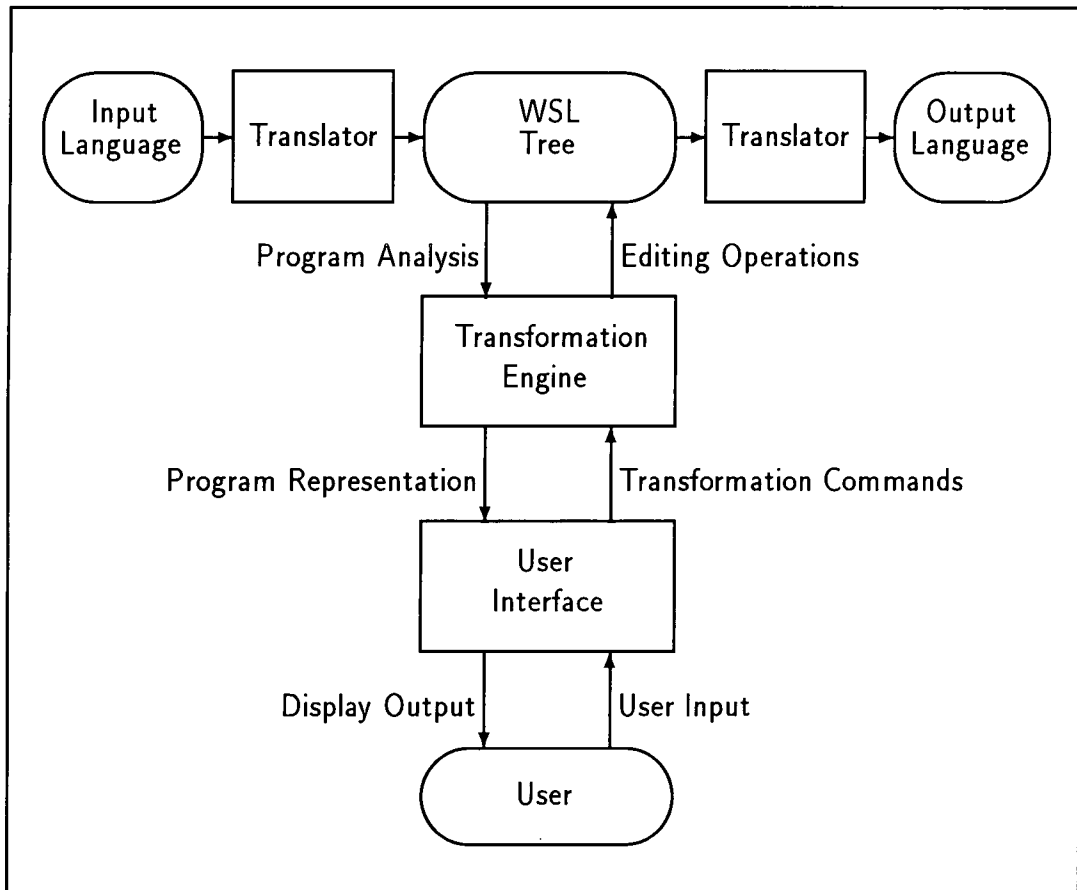 Input
Language
Translator
WSL
Tree
Translator
Output
Language
Program Analysis
Editing Operations
Transformation
Engine
Program Representation
Transformation Commands
User
Interface
Display Output
User Input
User